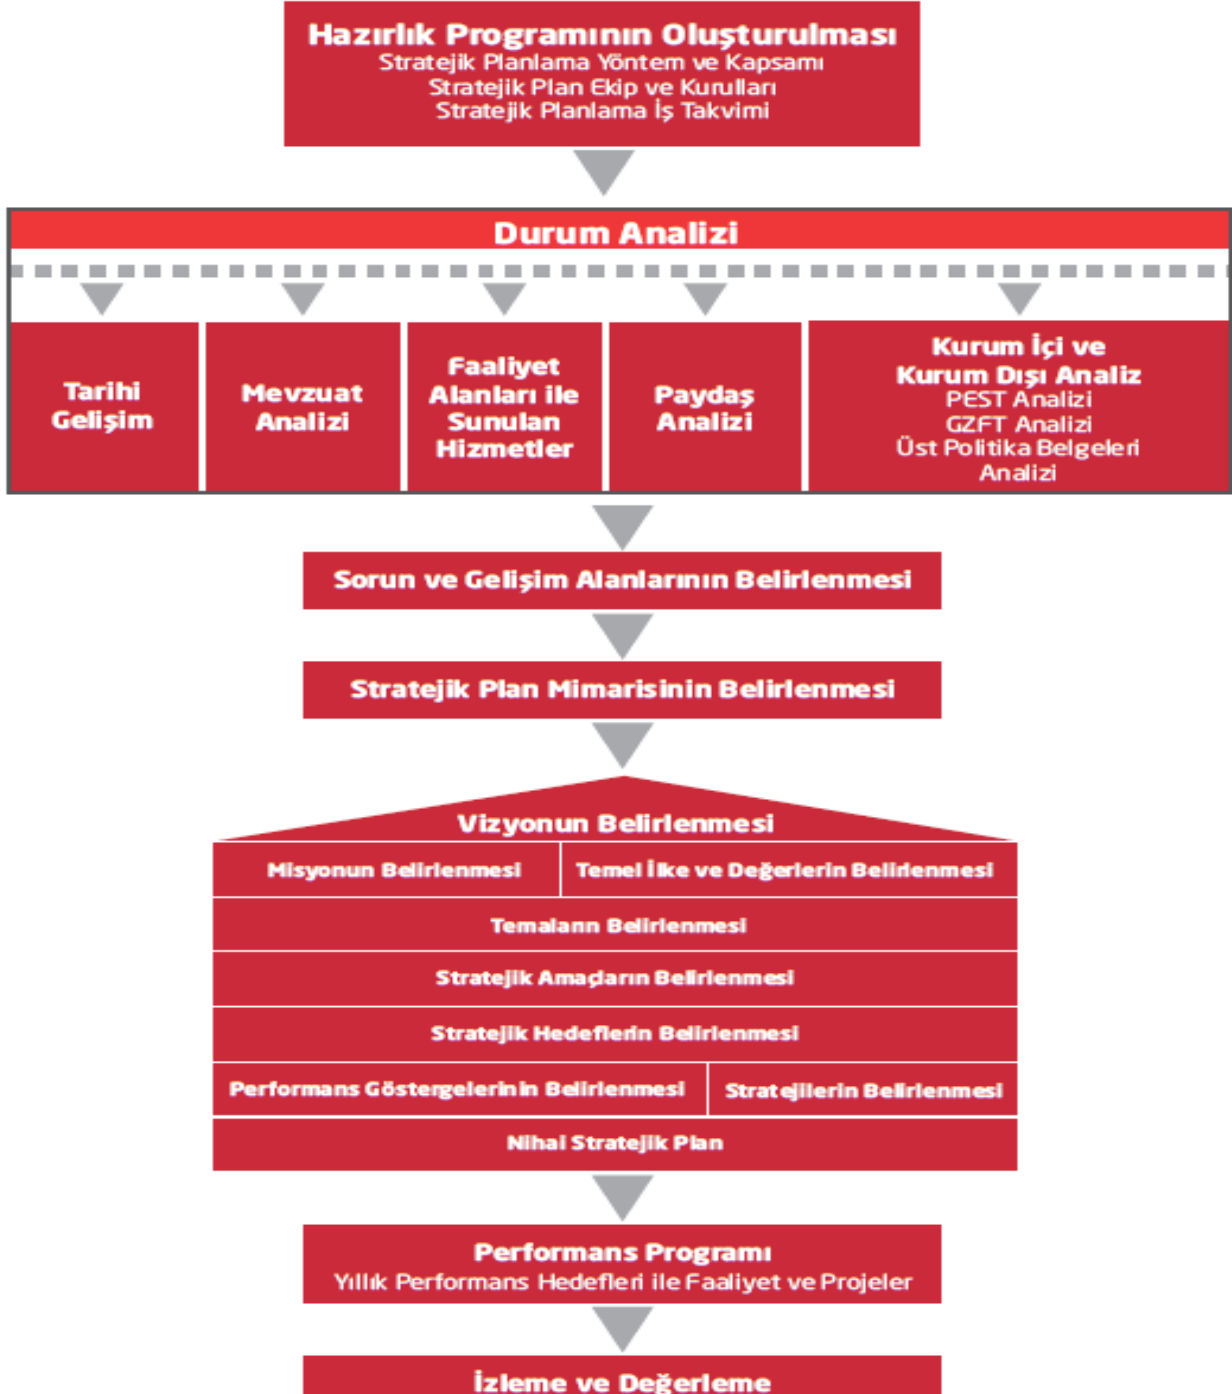 Hazırlık Programının Oluşturulması
Stratejik Planlama Yöntem ve Kapsamı
Stratejik Plan Ekip ve Kurulları
Stratejik Planlama İş Takvimi
Durum Analizi
Tarihi
Gelişim
Mevzuat
Analizi
Faaliyet
Alanları ile
Sunulan
Hizmetler
Paydaş
Analizi
Kurum İçi ve
Kurum Dışı Analiz
PEST Analizi
GZFT Analizi
Üst Politika Belgeleri
Analizi
Sorun ve Gelişim Alanlarının Belirlenmesi
Stratejik Plan Mimarisinin Belirlenmesi
Vizyonun Belirlenmesi
Misyonun Belirlenmesi
Temel İlke ve Değerlerin Belirlenmesi
Temaların Belirlenmesi
Stratejik Amaçların Belirlenmesi
Stratejik Hedeflerin Belirlenmesi
Performans Göstergelerinin Belirlenmesi
Stratejilerin Belirlenmesi
Nihai Stratejik Plan
Performans Programı
Yıllık Performans Hedefleri ile Faaliyet ve Projeler
İzleme ve Değerleme